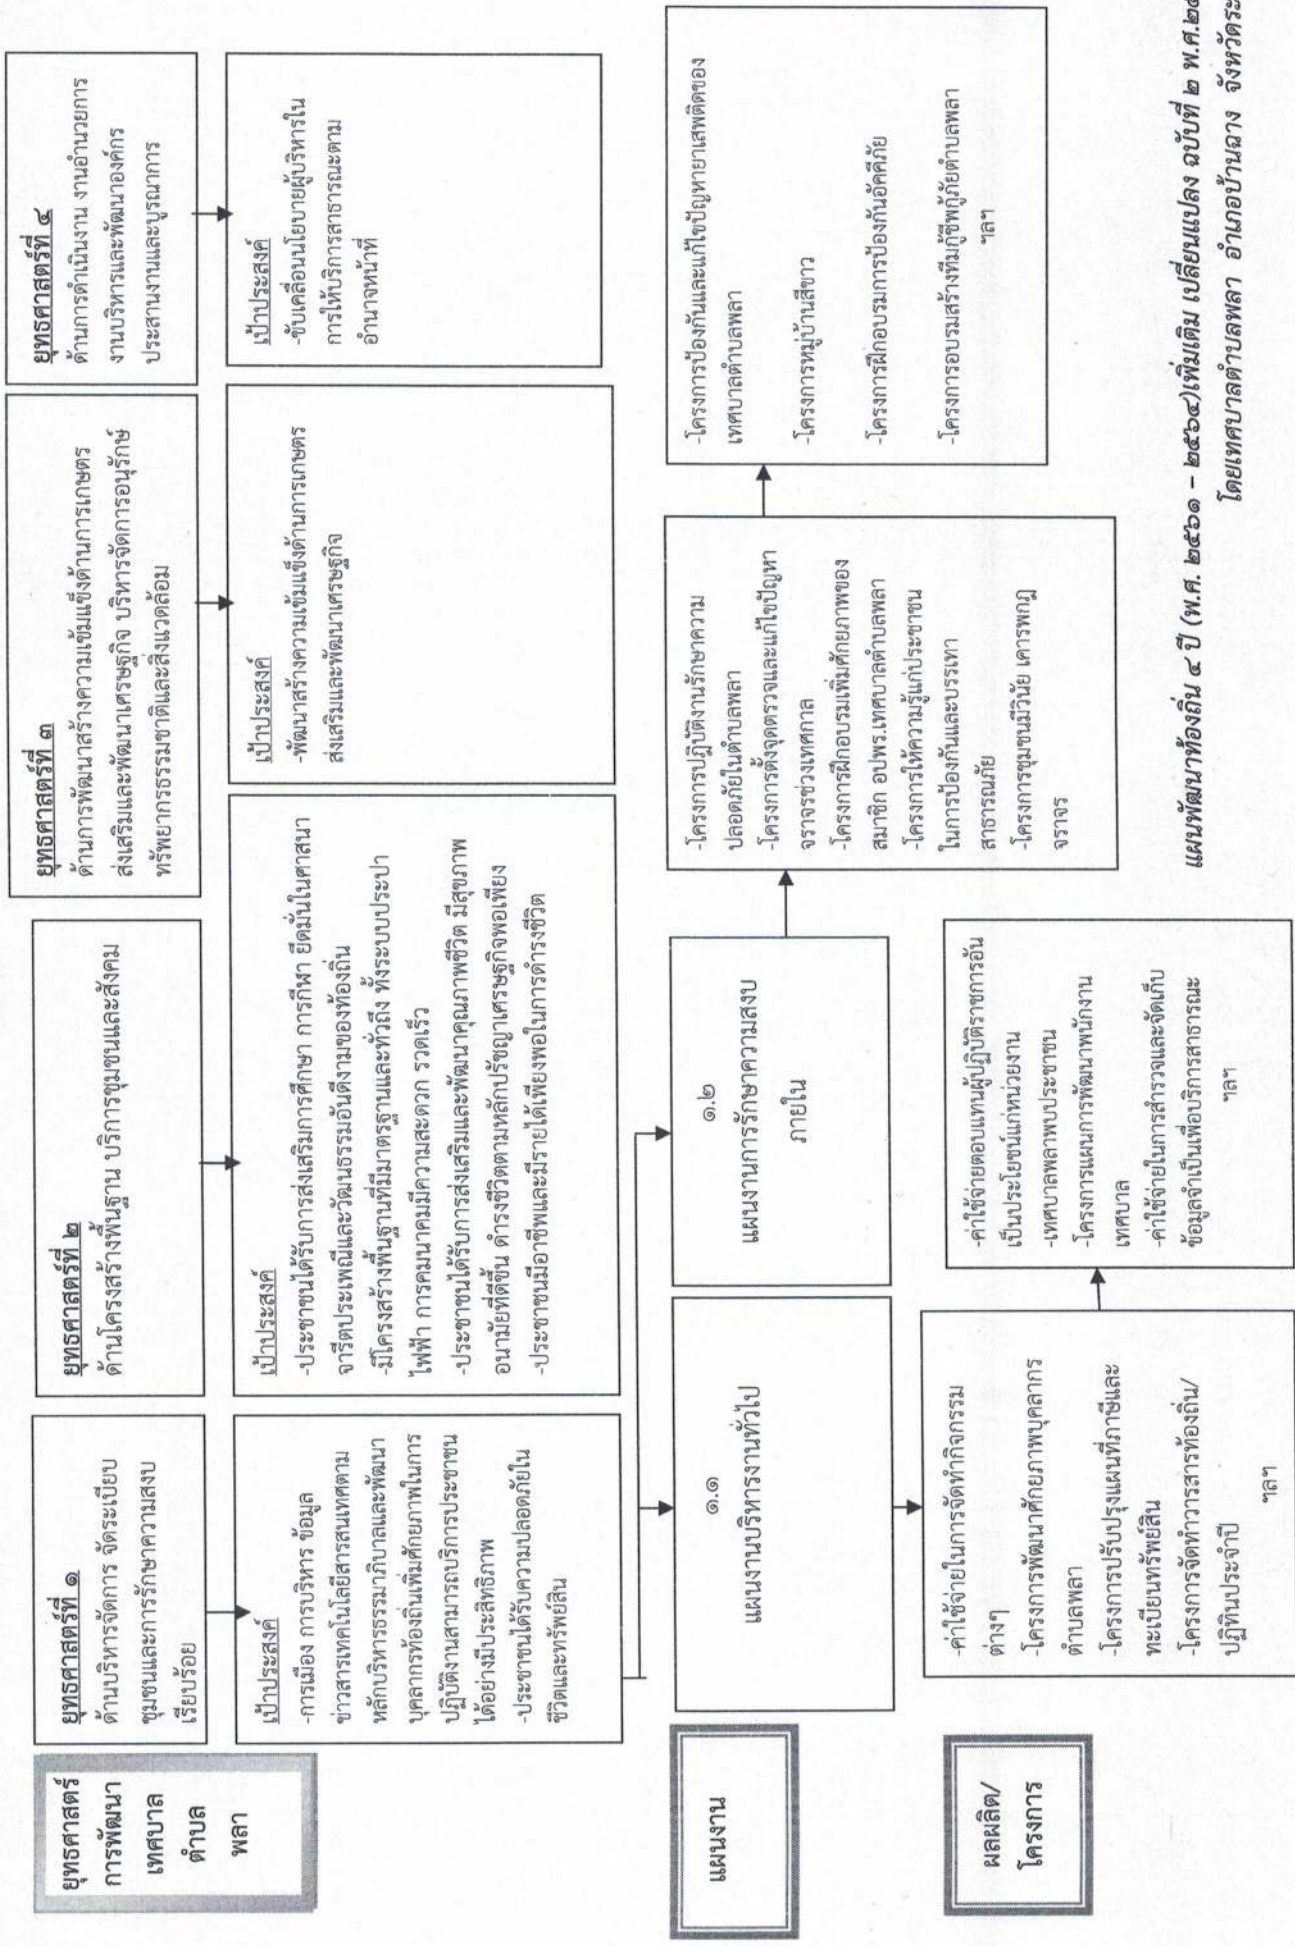 ยุทธศาสตร์
การพัฒนา
เทศบาล
ตำบล
พลา
ยุทธศาสตร์ที่ ๑
ด้านบริหารจัดการ จัดระเบียบ
ชุมชนและการรักษาความสงบ
เรียบร้อย
ยุทธศาสตร์ที่ ๒
ด้านโครงสร้างพื้นฐาน บริการชุมชนและสังคม
ยุทธศาสตร์ที่ ๓
ด้านการพัฒนาสร้างความเข้มแข็งด้านการเกษตร
ส่งเสริมและพัฒนาเศรษฐกิจ บริหารจัดการอนุรักษ์
ทรัพยากรธรรมชาติและสิ่งแวดล้อม
ยุทธศาสตร์ที่ ๔
ด้านการดำเนินงาน งานอำนวยการ
งานบริหารและพัฒนาองค์กร
ประสานงานและบูรณาการ
เป้าประสงค์
-การเมือง การบริหาร ข้อมูล
ข่าวสารเทคโนโลยีสารสนเทศตาม
หลักบริหารธรรมาภิบาลและพัฒนา
บุคลากรท้องถิ่นเพิ่มศักยภาพในการ
ปฏิบัติงานสามารถบริการประชาชน
ได้อย่างมีประสิทธิภาพ
-ประชาชนได้รับความปลอดภัยใน
ชีวิตและทรัพย์สิน
เป้าประสงค์
-ประชาชนได้รับการส่งเสริมการศึกษา การกีฬา ยึดมั่นในศาสนา
จารีตประเพณีและวัฒนธรรมอันดีงามของท้องถิ่น
-มีโครงสร้างพื้นฐานที่มีมาตรฐานและทั่วถึง ทั้งระบบประปา
ไฟฟ้า การคมนาคมมีความสะดวก รวดเร็ว
-ประชาชนได้รับการส่งเสริมและพัฒนาคุณภาพชีวิต มีสุขภาพ
อนามัยที่ดีขึ้น ดำรงชีวิตตามหลักปรัชญาเศรษฐกิจพอเพียง
-ประชาชนมีอาชีพและมีรายได้เพียงพอในการดำรงชีวิต
เป้าประสงค์
-พัฒนาสร้างความเข้มแข็งด้านการเกษตร
ส่งเสริมและพัฒนาเศรษฐกิจ
เป้าประสงค์
-ขับเคลื่อนนโยบายผู้บริหารใน
การให้บริการสาธารณะตาม
อำนาจหน้าที่
แผนงาน
๑.๑
แผนงานบริหารงานทั่วไป
๑.๒
แผนงานการรักษาความสงบ
ภายใน
-โครงการปฏิบัติงานรักษาความ
ปลอดภัยในตำบลพลา
-โครงการตั้งจุดตรวจและแก้ไขปัญหา
จราจรช่วงเทศกาล
-โครงการฝึกอบรมเพิ่มศักยภาพของ
สมาชิก อปพร.เทศบาลตำบลพลา
-โครงการให้ความรู้แก่ประชาชน
ในการป้องกันและบรรเทา
สาธารณภัย
-โครงการชุมชนมีวินัย เคารพกฎ
จราจร
-โครงการป้องกันและแก้ไขปัญหายาเสพติดของ
เทศบาลตำบลพลา
-โครงการหมู่บ้านสีขาว
-โครงการฝึกอบรมการป้องกันอัคคีภัย
-โครงการอบรมสร้างทีมกู้ชีพกู้ภัยตำบลพลา
ฯลฯ
ผลผลิต/
โครงการ
-ค่าใช้จ่ายในการจัดทำกิจกรรม
ต่างๆ
-โครงการพัฒนาศักยภาพบุคลากร
ตำบลพลา
-โครงการปรับปรุงแผนที่ภาษีและ
ทะเบียนทรัพย์สิน
-โครงการจัดทำวารสารท้องถิ่น/
ปฏิทินประจำปี
ฯลฯ
-ค่าใช้จ่ายตอบแทนผู้ปฏิบัติราชการอัน
เป็นประโยชน์แก่หน่วยงาน
-เทศบาลพลาพบประชาชน
-โครงการแผนการพัฒนาพนักงาน
เทศบาล
-ค่าใช้จ่ายในการสำรวจและจัดเก็บ
ข้อมูลจำเป็นเพื่อบริการสาธารณะ
ฯลฯ
แผนพัฒนาท้องถิ่น ๔ ปี (พ.ศ. ๒๕๖๑ – ๒๕๖๔)เพิ่มเติม เปลี่ยนแปลง ฉบับที่ ๒ พ.ศ.
โดยเทศบาลตำบลพลา อำเภอบ้านฉาง จังหวัดระ